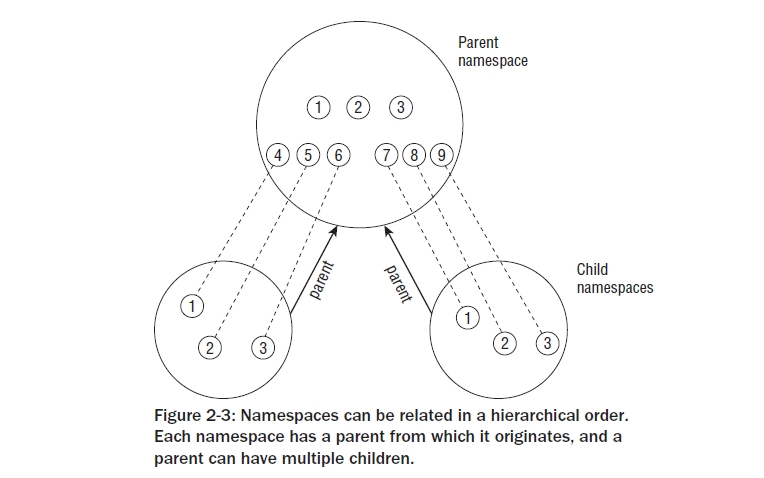 Parent
namespace
1 2 3
4 5 6 7 8 9
parent
parent
Child
namespaces
1
2 3
1
2 3
Figure 2-3: Namespaces can be related in a hierarchical order.
Each namespace has a parent from which it originates, and a
parent can have multiple children.